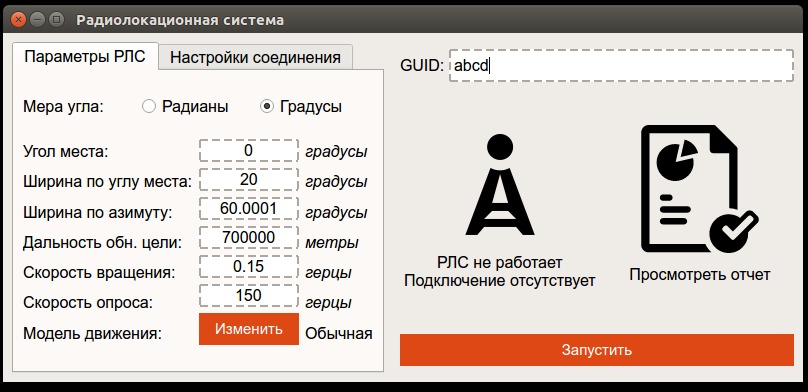 Радиолокационная система
Параметры РЛС Настройки соединения
Мера угла: Радианы Градусы
Угол места: 0 градусы
Ширина по углу места: 20 градусы
Ширина по азимуту: 60.0001 градусы
Дальность обн. цели: 700000 метры
Скорость вращения: 0.15 герцы
Скорость опроса: 150 герцы
Модель движения: Изменить Обычная
GUID: abcd
РЛС не работает
Подключение отсутствует
Просмотреть отчет
Запустить